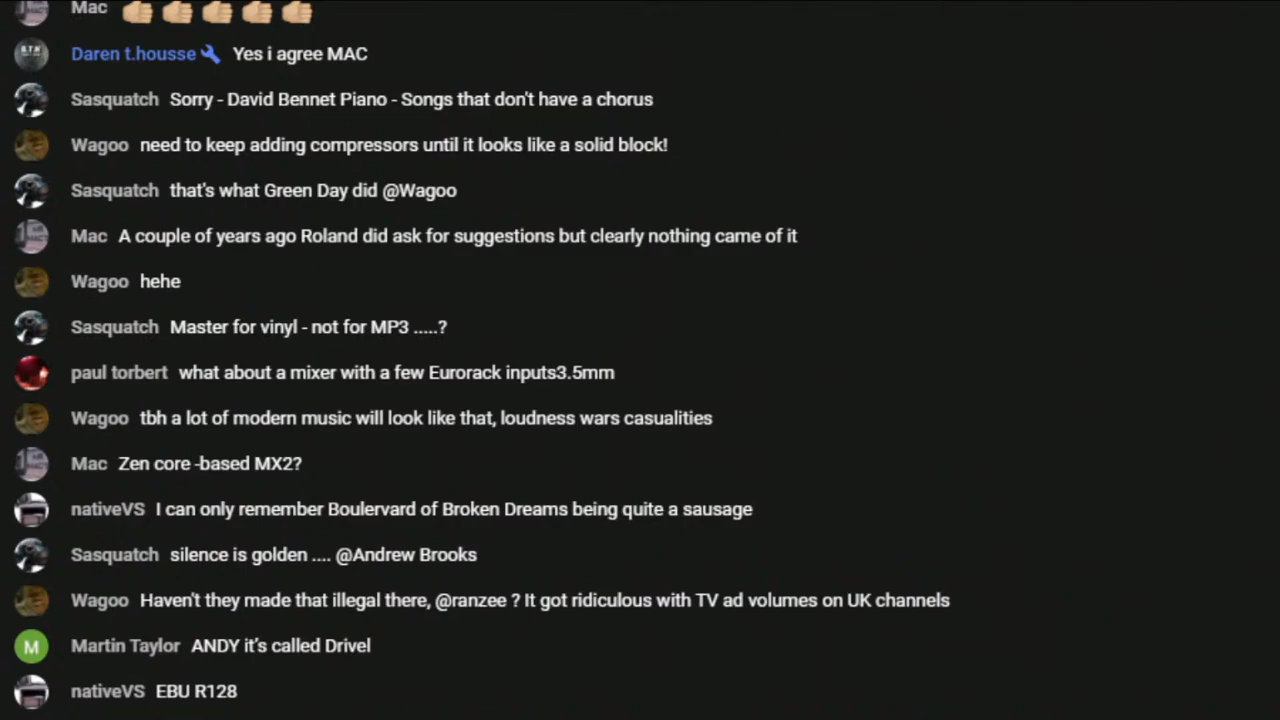 Mac 👍🏼👍🏼👍🏼👍🏼👍🏼
Daren t.housse Yes i agree MAC
Sasquatch Sorry - David Bennet Piano - Songs that don't have a chorus
Wagoo need to keep adding compressors until it looks like a solid block!
Sasquatch that's what Green Day did @Wagoo
Mac A couple of years ago Roland did ask for suggestions but clearly nothing came of it
Wagoo hehe
Sasquatch Master for vinyl - not for MP3 .....?
paul torbert what about a mixer with a few Eurorack inputs3.5mm
Wagoo tbh a lot of modern music will look like that, loudness wars casualities
Mac Zen core -based MX2?
nativeVS I can only remember Boulervard of Broken Dreams being quite a sausage
Sasquatch silence is golden .... @Andrew Brooks
Wagoo Haven't they made that illegal there, @ranzee ? It got ridiculous with TV ad volumes on UK channels
M Martin Taylor ANDY it's called Drivel
nativeVS EBU R128